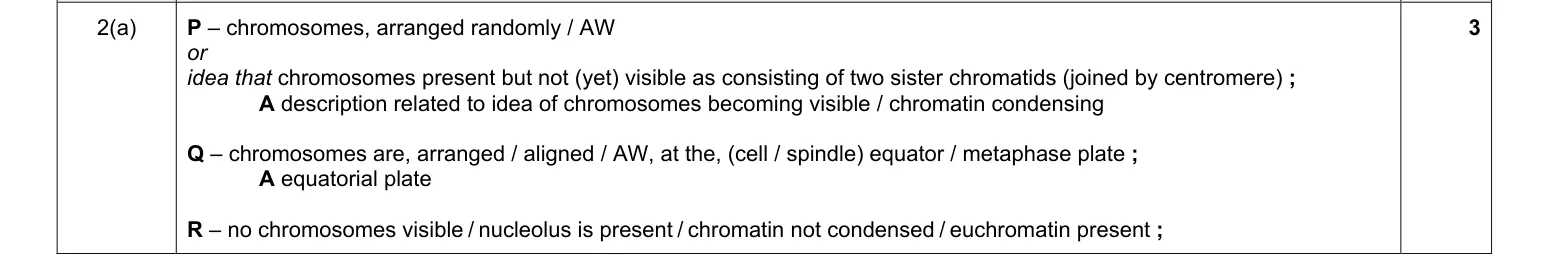 2(a)
P – chromosomes, arranged randomly / AW
3
or
idea that chromosomes present but not (yet) visible as consisting of two sister chromatids (joined by centromere) ;
A description related to idea of chromosomes becoming visible / chromatin condensing
Q – chromosomes are, arranged / aligned / AW, at the, (cell / spindle) equator / metaphase plate ;
A equatorial plate
R – no chromosomes visible / nucleolus is present / chromatin not condensed / euchromatin present ;